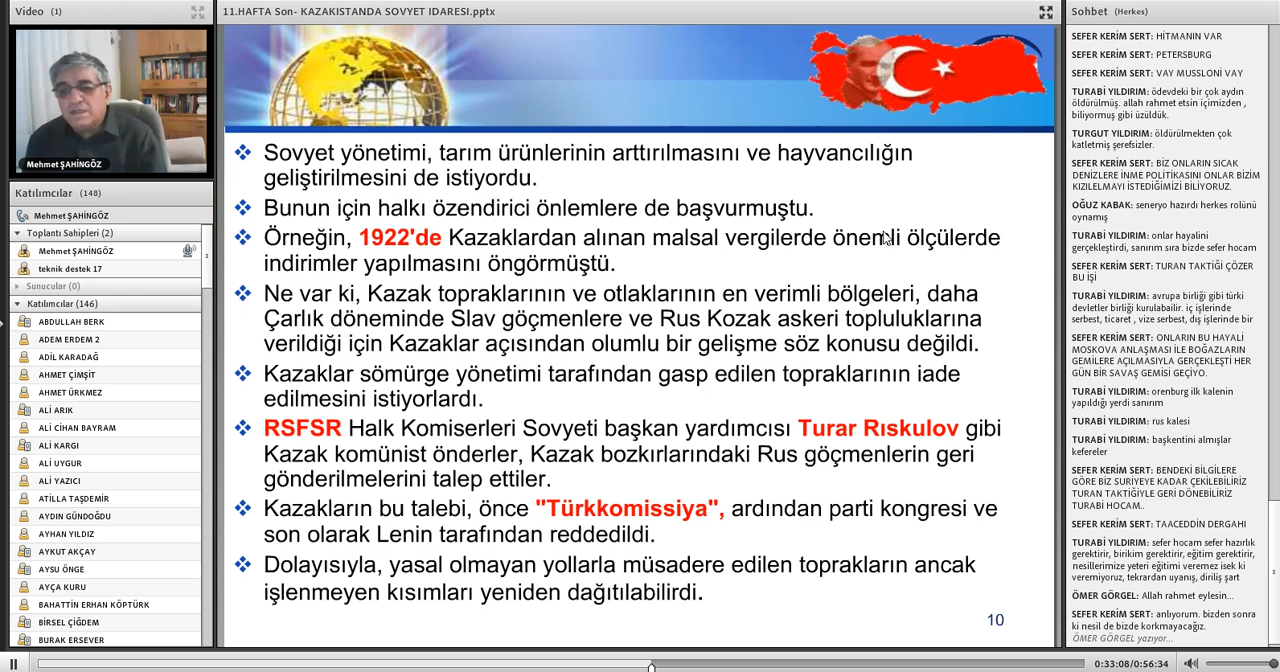 Video (1)
Mehmet ŞAHİNGÖZ
Katılımcılar (148)
Mehmet ŞAHİNGÖZ
Toplantı Sahipleri (2)
Mehmet ŞAHİNGÖZ
teknik destek 17
Sunucular (0)
Katılımcılar (146)
ABDULLAH BERK
ADEM ERDEM 2
ADİL KARADAĞ
AHMET ÇİMŞİT
AHMET ÜRKMEZ
ALİ ARIK
ALİ CİHAN BAYRAM
ALİ KARGI
ALİ UYGUR
ALİ YAZICI
ATİLLA TAŞDEMİR
AYDIN GÜNDOĞDU
AYHAN YILDIZ
AYKUT AKÇAY
AYSU ÖNGE
AYÇA KURU
BAHATTİN ERHAN KÖPTÜRK
BİRSEL ÇİĞDEM
BURAK ERSEVER
11.HAFTA Son- KAZAKISTANDA SOVYET IDARESI.pptx
Sovyet yönetimi, tarım ürünlerinin arttırılmasını ve hayvancılığın
geliştirilmesini de istiyordu.
Bunun için halkı özendirici önlemlere de başvurmuştu.
Örneğin, 1922'de Kazaklardan alınan malsal vergilerde önemli ölçülerde
indirimler yapılmasını öngörmüştü.
Ne var ki, Kazak topraklarının ve otlaklarının en verimli bölgeleri, daha
Çarlık döneminde Slav göçmenlere ve Rus Kozak askeri topluluklarına
verildiği için Kazaklar açısından olumlu bir gelişme söz konusu değildi.
Kazaklar sömürge yönetimi tarafından gasp edilen topraklarının iade
edilmesini istiyorlardı.
RSFSR Halk Komiserleri Sovyeti başkan yardımcısı Turar Rıskulov gibi
Kazak komünist önderler, Kazak bozkırlarındaki Rus göçmenlerin geri
gönderilmelerini talep ettiler.
Kazakların bu talebi, önce "Türkkomissiya", ardından parti kongresi ve
son olarak Lenin tarafından reddedildi.
Dolayısıyla, yasal olmayan yollarla müsadere edilen toprakların ancak
işlenmeyen kısımları yeniden dağıtılabilirdi.
10
Sohbet (Herkes)
SEFER KERİM SERT: HİTMANIN VAR
SEFER KERİM SERT: PETERSBURG
SEFER KERİM SERT: VAY MUSSLONİ VAY
TURABİ YILDIRIM: ödevdeki bir çok aydın
öldürülmüş. allah rahmet etsin içimizden ,
biliyormuş gibi üzüldük.
TURGUT YILDIRIM: öldürülmekten çok
katletmiş şerefsizler.
SEFER KERİM SERT: BİZ ONLARIN SICAK
DENİZLERE İNME POLİTİKASINI ONLAR BİZİM
KIZILELMAYI İSTEDİĞİMİZİ BİLİYORUZ.
OĞUZ KABAK: seneryo hazırdı herkes rolünü
oynamış
TURABİ YILDIRIM: onlar hayalini
gerçekleştirdi, sanırım sıra bizde sefer hocam
SEFER KERİM SERT: TURAN TAKTİĞİ ÇÖZER
BU İŞİ
TURABİ YILDIRIM: avrupa birliği gibi türki
devletler birliği kurulabailir. iç işlerinde
serbest, ticaret , vize serbest, dış işlerinde bir
SEFER KERİM SERT: ONLARIN BU HAYALİ
MOSKOVA ANLAŞMASI İLE BOĞAZLARIN
GEMİLERE AÇILMASIYLA GERÇEKLEŞTİ HER
GÜN BİR SAVAŞ GEMİSİ GEÇİYO.
TURABİ YILDIRIM: orenburg ilk kalenin
yapıldığı yerdi sanırım
TURABİ YILDIRIM: rus kalesi
TURABİ YILDIRIM: başkentini almışlar
kefereler
SEFER KERİM SERT: BENDEKİ BİLGİLERE
GÖRE BİZ SURİYEYE KADAR ÇEKİLEBİLİRİZ
TURAN TAKTİĞİYLE GERİ DÖNEBİLİRİZ
TURABİ HOCAM..
SEFER KERİM SERT: TAACEDDİN DERGAHI
TURABİ YILDIRIM: sefer hocam sefer hazırlık
gerektirir, birikim gerektirir, eğitim gerektirir,
nesillerimize yeteri eğitimi veremez isek ki
veremiyoruz, tekrardan uyanış, diriliş şart
ÖMER GÖRGEL: Allah rahmet eylesin...
SEFER KERİM SERT: anlıyorum. bizden sonra
ki nesil de bizde korkmayacağız.
ÖMER GÖRGEL yazıyor...
0:33:08/0:56:34